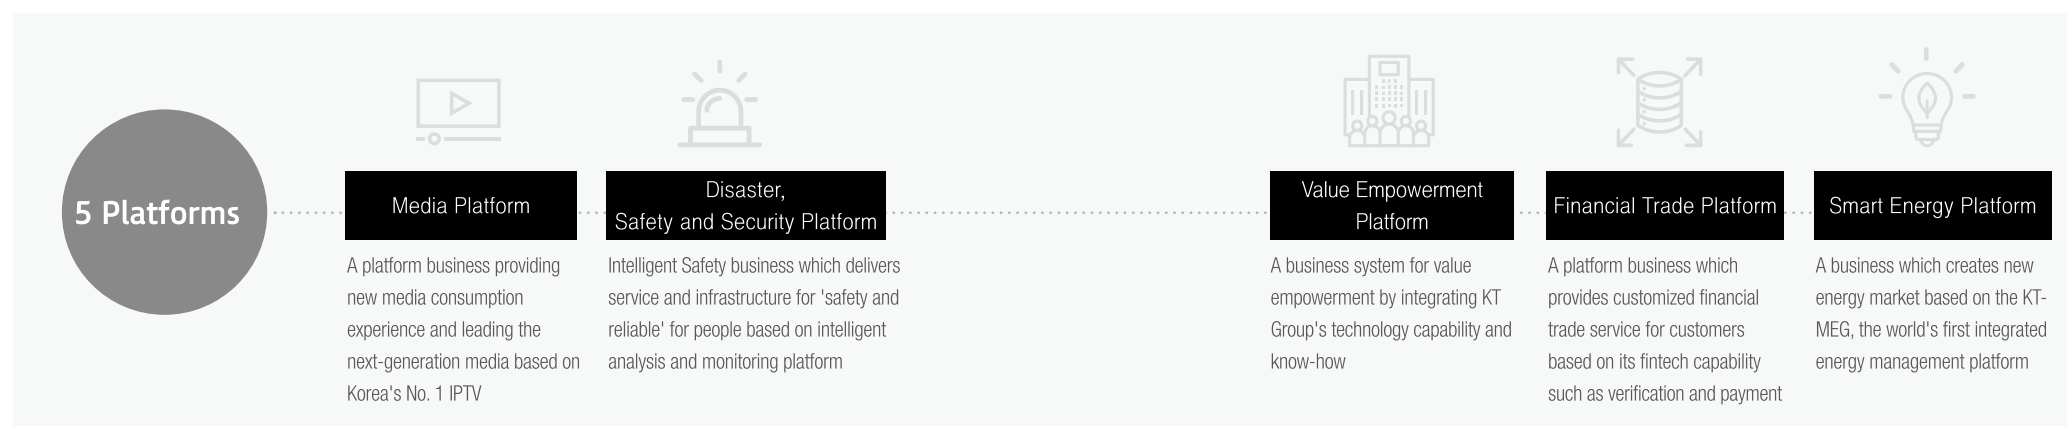 5 Platforms
Media Platform
A platform business providing
new media consumption
experience and leading the
next-generation media based on
Korea's No. 1 IPTV
Disaster,
Safety and Security Platform
Intelligent Safety business which delivers
service and infrastructure for 'safety and
reliable' for people based on intelligent
analysis and monitoring platform
Value Empowerment
Platform
A business system for value
empowerment by integrating KT
Group's technology capability and
know-how
Financial Trade Platform
A platform business which
provides customized financial
trade service for customers
based on its fintech capability
such as verification and payment
Smart Energy Platform
A business which creates new
energy market based on the KT-
MEG, the world's first integrated
energy management platform